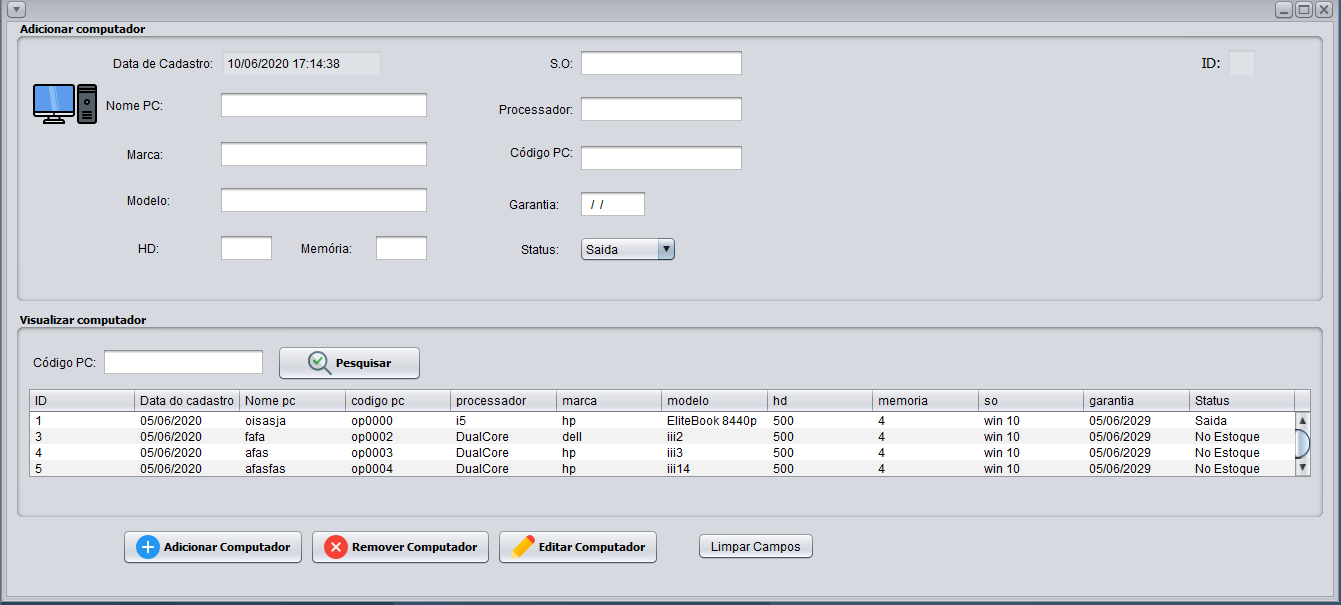 Adicionar computador
Data de Cadastro: 10/06/2020 17:14:38 S.O: ID:
Nome PC: Processador:
Marca: Código PC:
Modelo: Garantia: / /
HD: Memória: Status: Saida
Visualizar computador
Código PC: Pesquisar
ID Data do cadastro Nome pc codigo pc processador marca modelo hd memoria so garantia Status
1 05/06/2020 oisasja op0000 i5 hp EliteBook 8440p 500 4 win 10 05/06/2029 Saida
3 05/06/2020 fafa op0002 DualCore dell iii2 500 4 win 10 05/06/2029 No Estoque
4 05/06/2020 afas op0003 DualCore hp iii3 500 4 win 10 05/06/2029 No Estoque
5 05/06/2020 afasfas op0004 DualCore hp iii14 500 4 win 10 05/06/2029 No Estoque
Adicionar Computador Remover Computador Editar Computador Limpar Campos